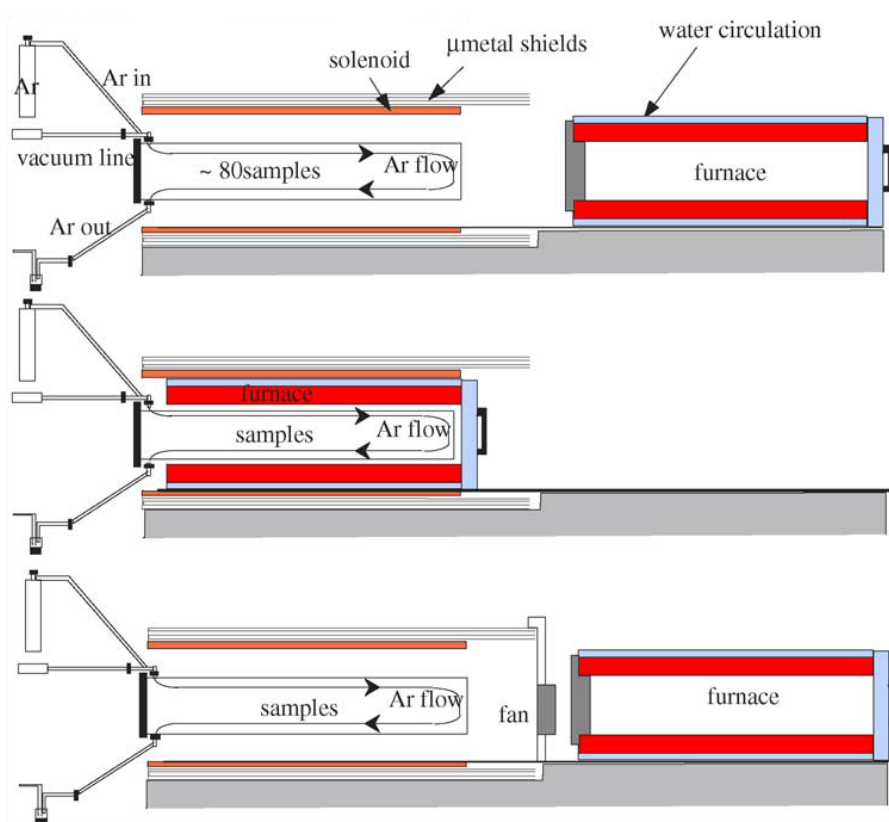 water circulation
μmetal shields
solenoid
Ar
Ar in
vacuum line
~ 80samples
Ar flow
furnace
Ar out
furnace
samples
Ar flow
samples
Ar flow
fan
furnace